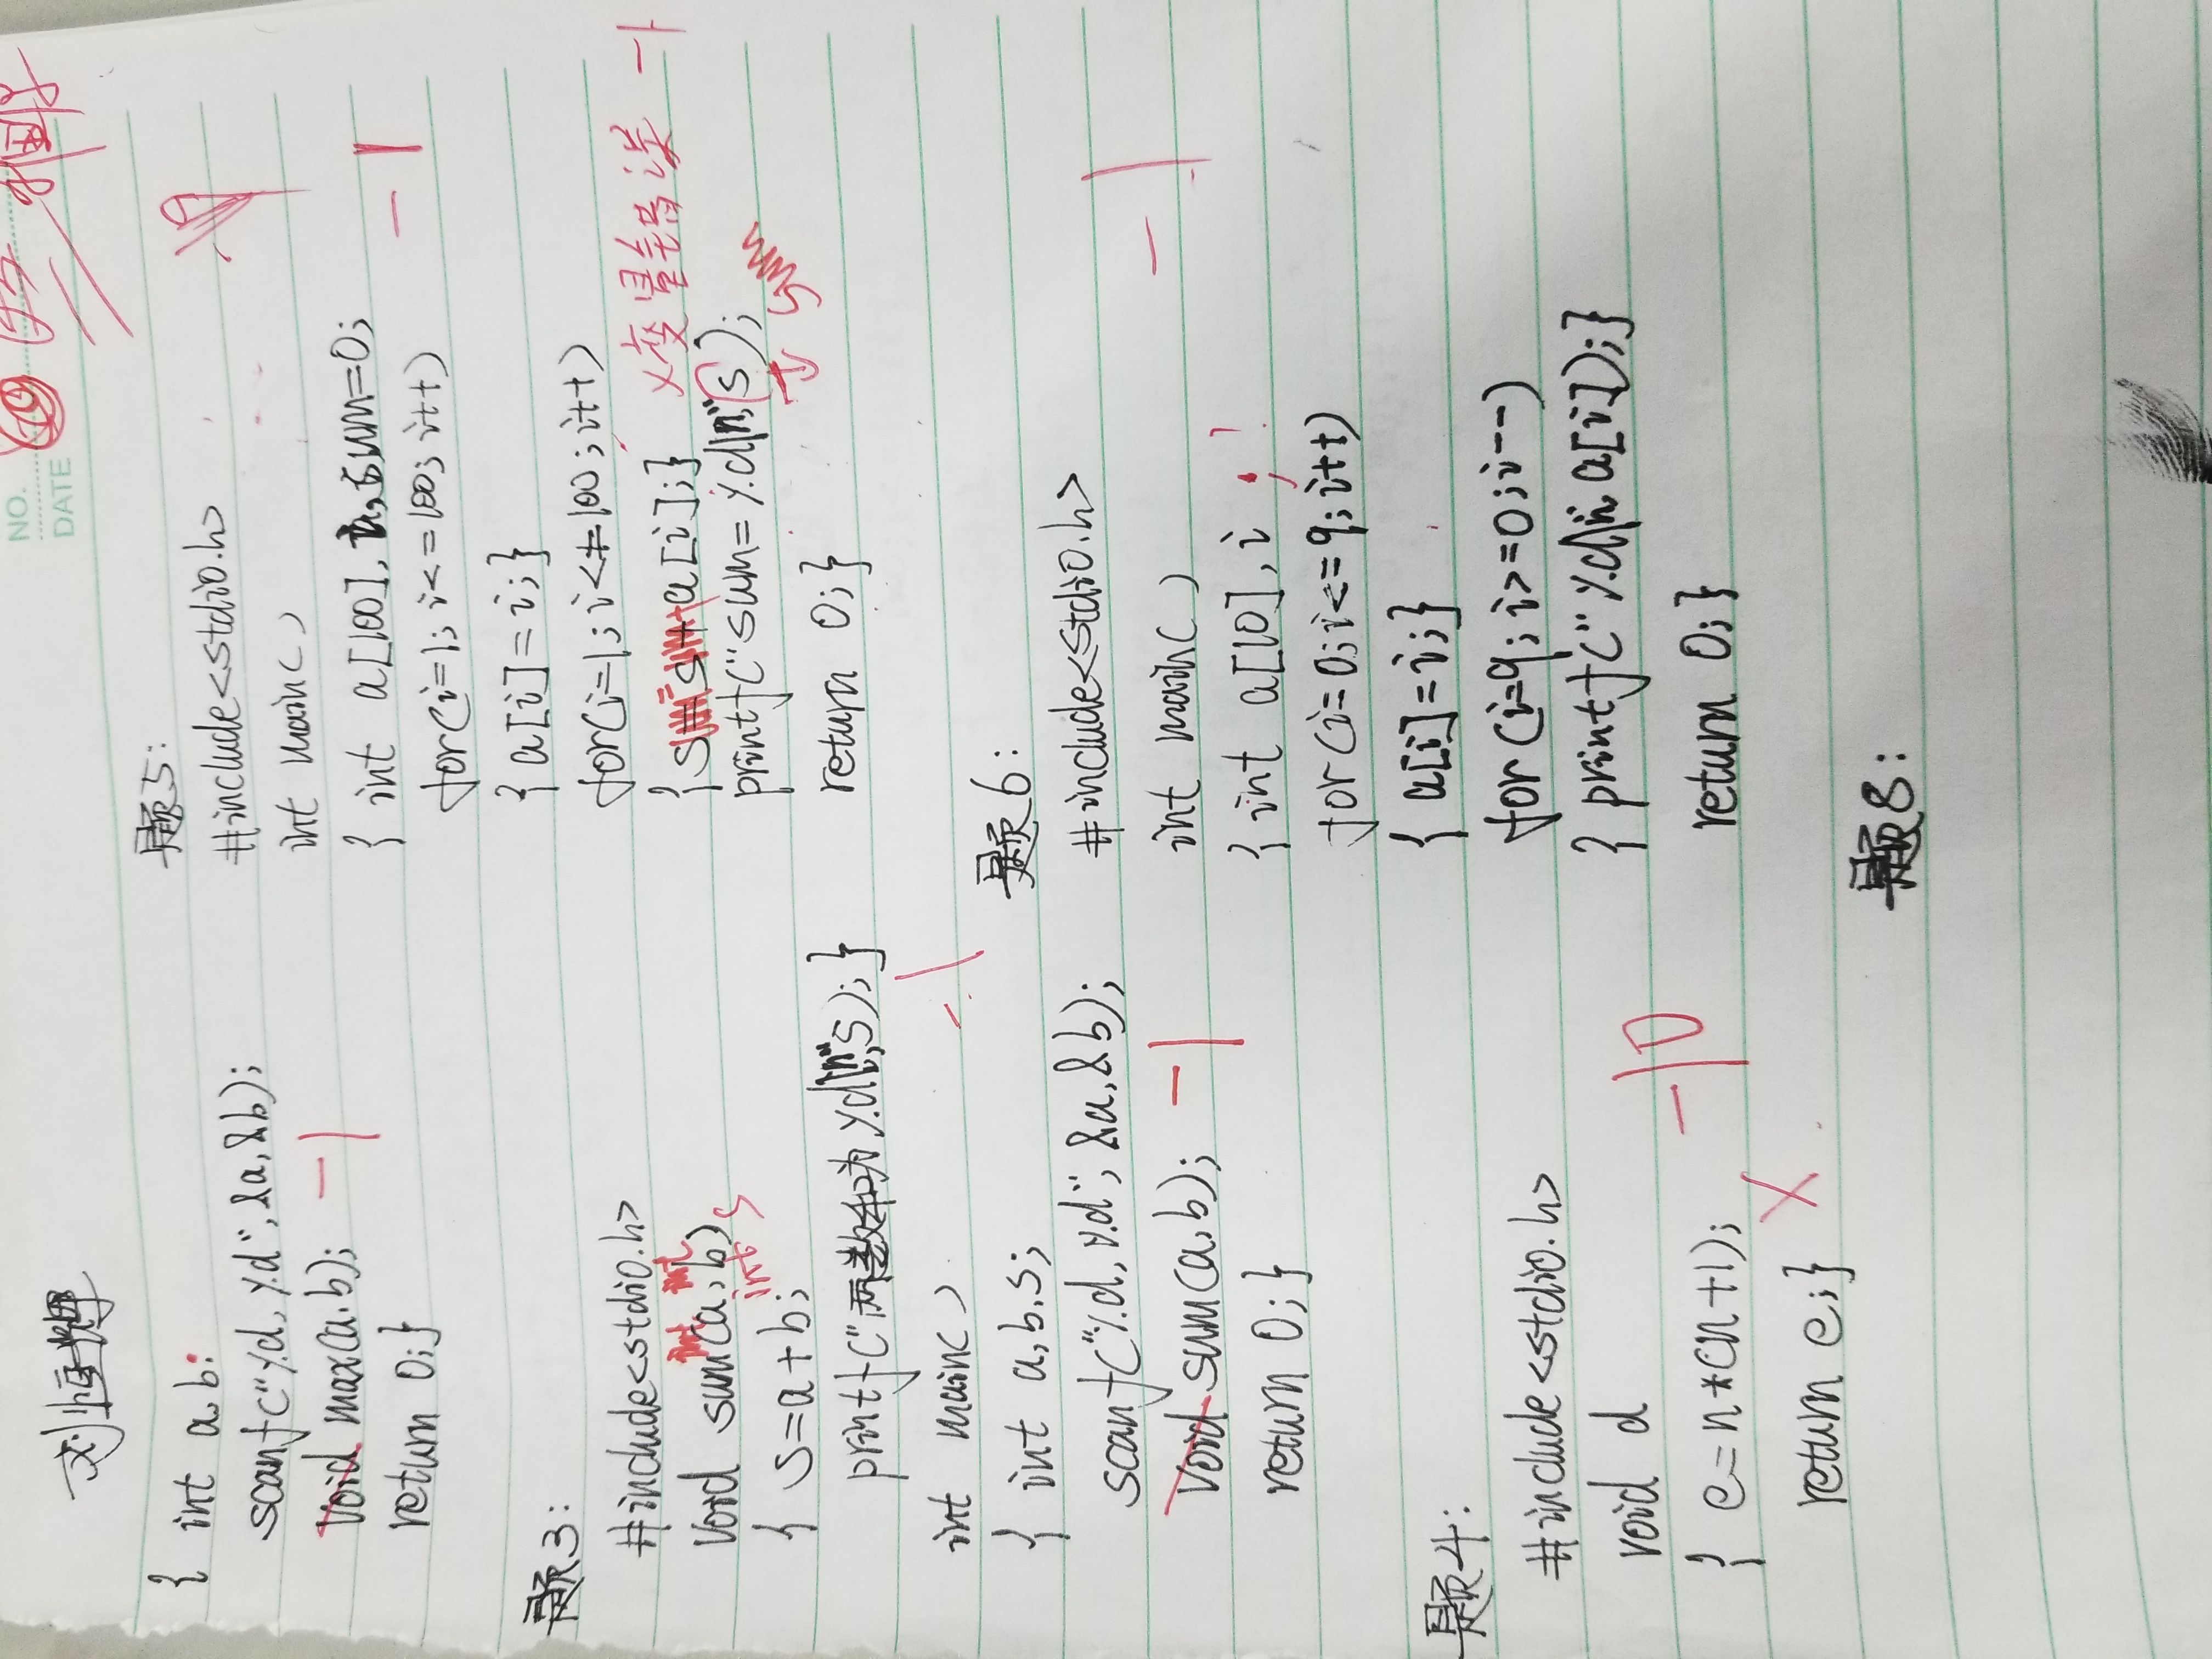 刘恒辉
{ int a,b;
scanf("%d,%d",&a,&b);
void max(a,b); -1
return 0;}
题3:
#include<stdio.h>
int int
void sum(a,b)
int s
{ s=a+b;
printf("两数和为%d\n",s);}
-1
int main()
{ int a,b,s;
scanf("%d,%d",&a,&b);
void sum(a,b); -1
return 0;}
题4:
#include<stdio.h>
void d
-10
{ e=n*(n+1);
return e;} ×
NO.
DATE
题5:
#include<stdio.h>
int main()
{ int a[100], sum=0;
-1
for(i=1;i<=100;i++)
{a[i]=i;}
for(i=1;i<=100;i++)
{sum=sum+a[i];} ×变量错误 -1
printf("sum=%d\n",s);
sum
return 0;}
题6:
#include<stdio.h>
-1
int main()
{ int a[10],i ;
for(i=0;i<=9;i++)
{ a[i]=i;}
for(i=9;i>=0;i--)
{ printf("%d\n", a[i]);}
return 0;}
题8: